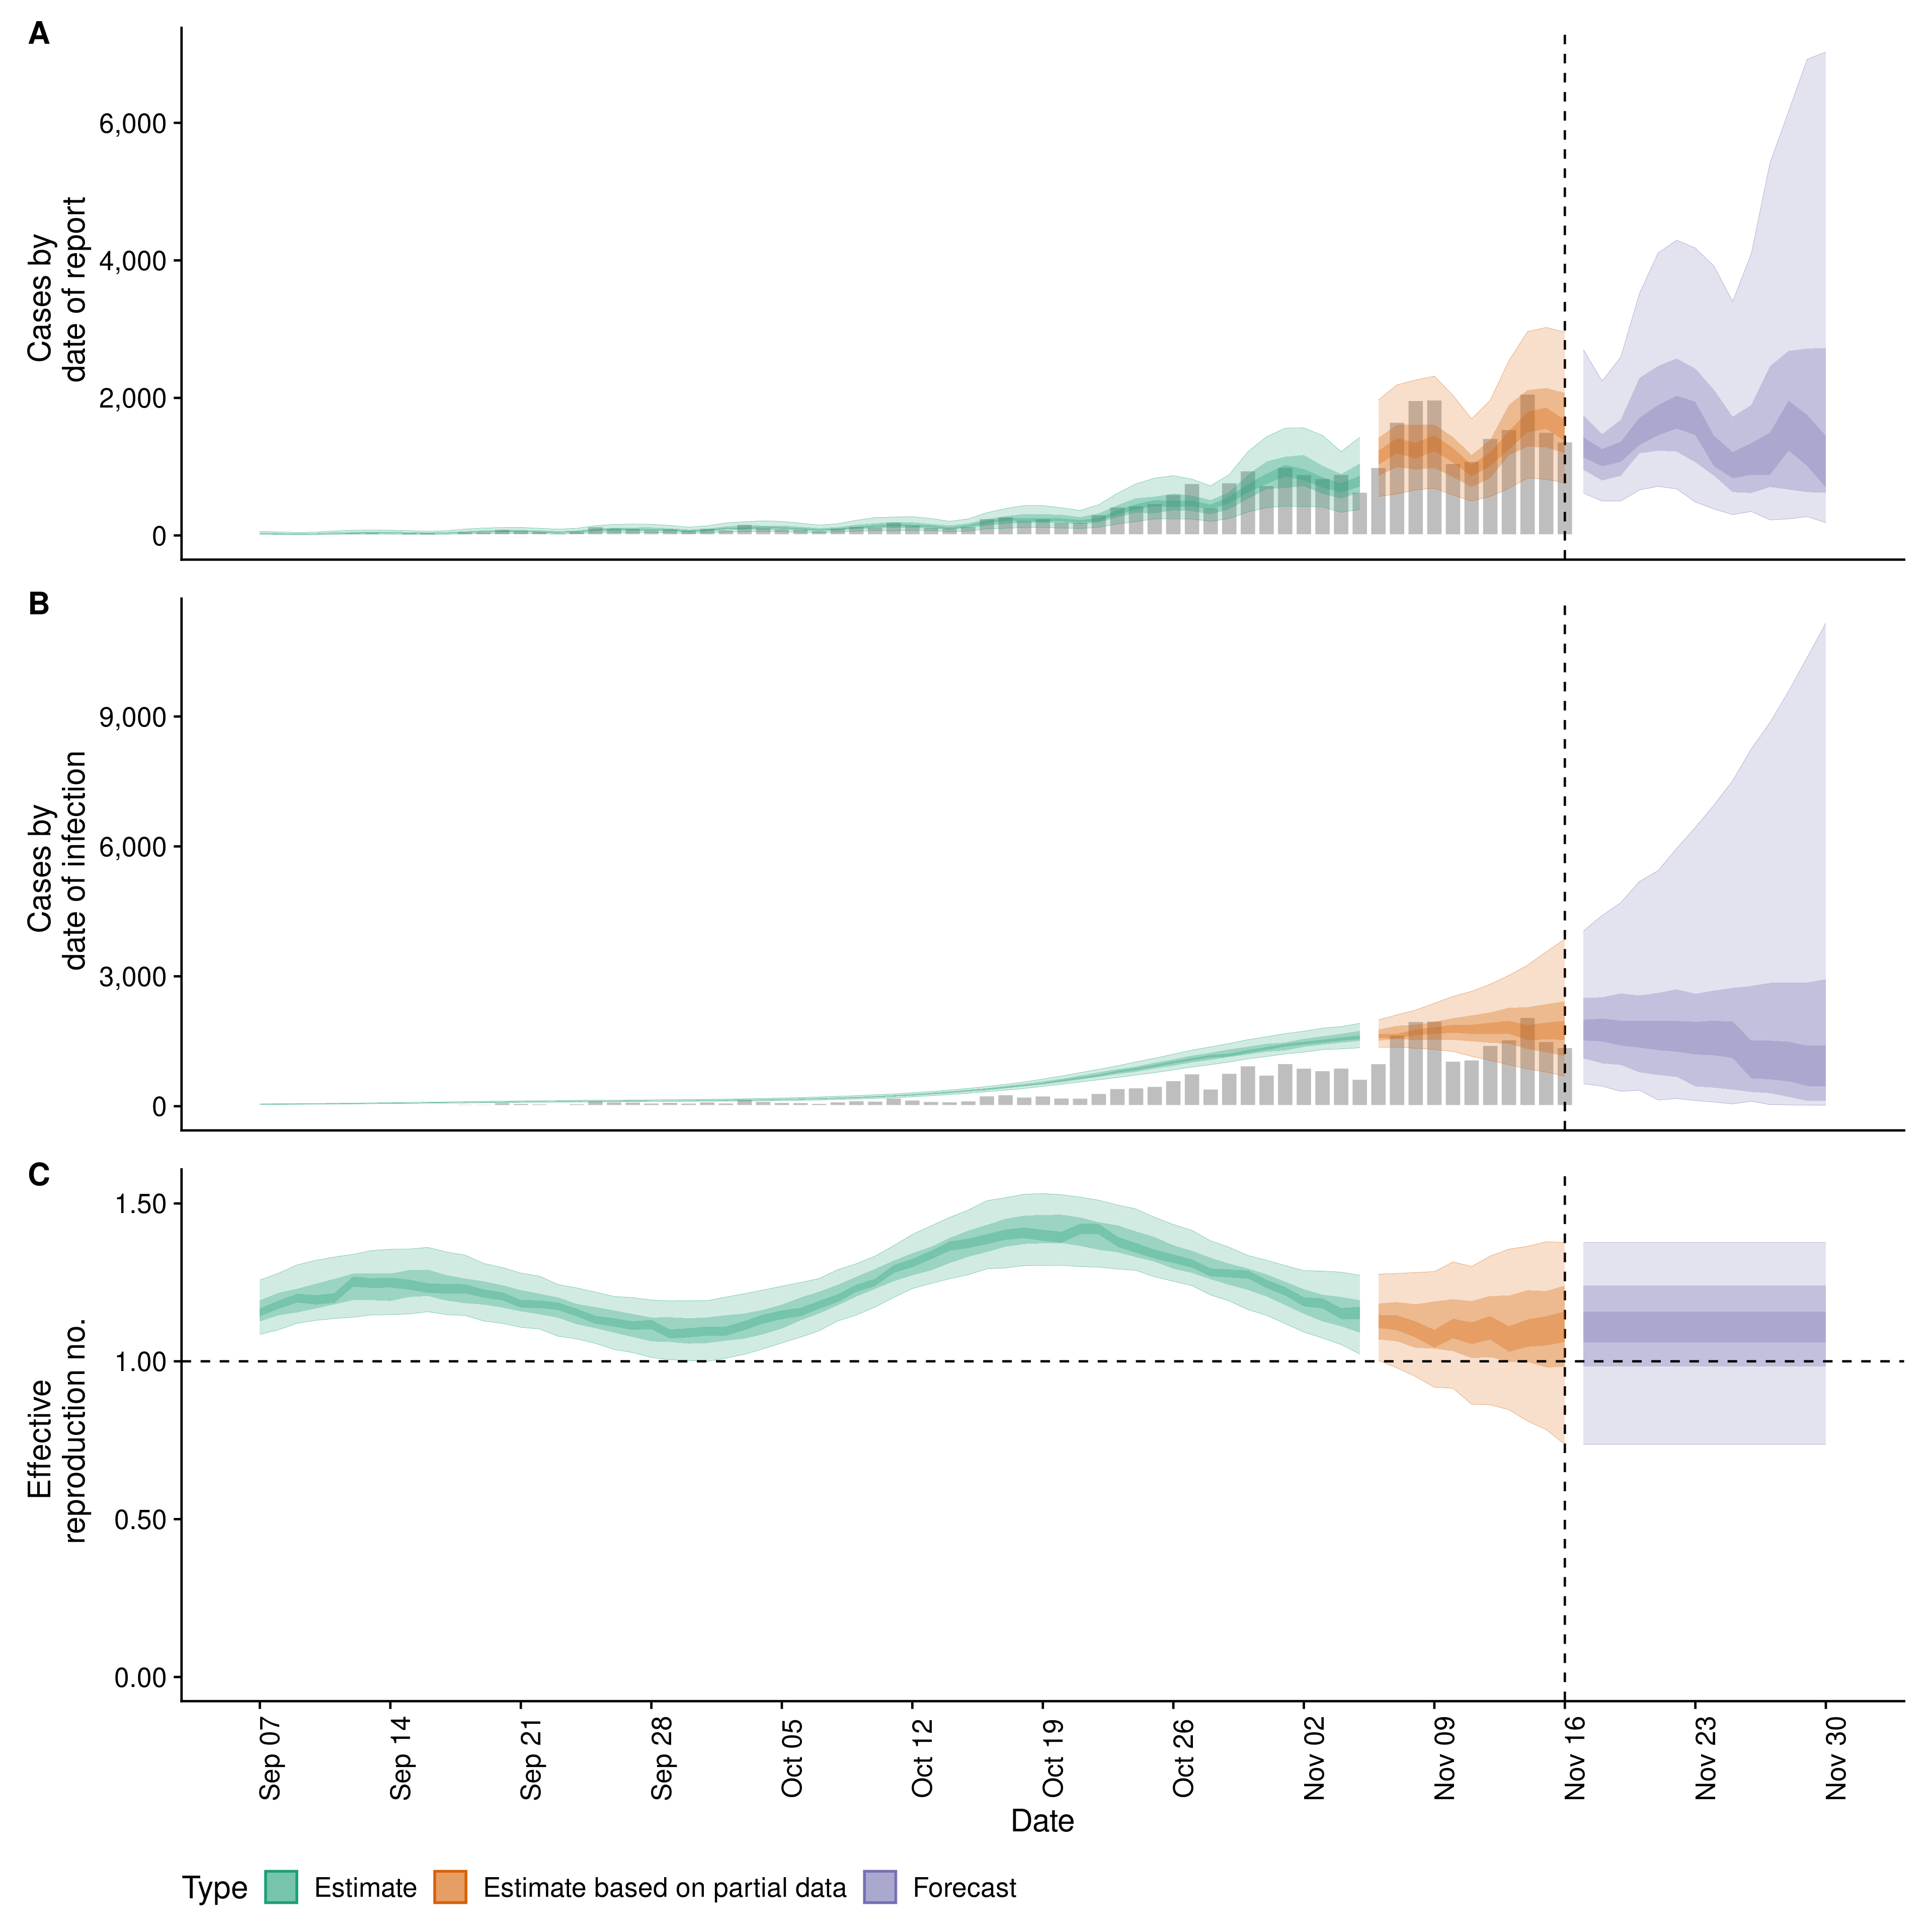 A
Cases by
date of report
6,000
4,000
2,000
0
B
Cases by
date of infection
9,000
6,000
3,000
0
C
Effective
reproduction no.
1.50
1.00
0.50
0.00
Sep 07
Sep 14
Sep 21
Sep 28
Oct 05
Oct 12
Oct 19
Oct 26
Nov 02
Nov 09
Nov 16
Nov 23
Nov 30
Date
Type Estimate Estimate based on partial data Forecast